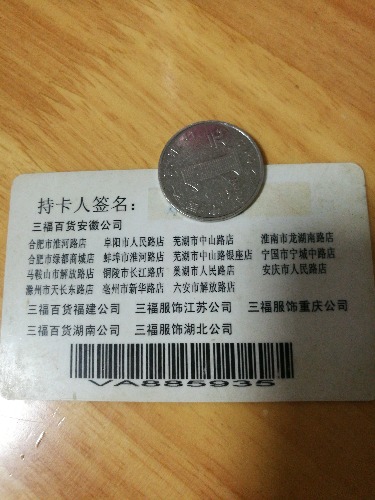 持卡人签名：
三福百货安徽公司
合肥市淮河路店 阜阳市人民路店 芜湖市中山路店 淮南市龙湖南路店
合肥市绿都商城店 蚌埠市淮河路店 芜湖市中山路银座店 宁国市宁城中路店
马鞍山市解放路店 铜陵市长江路店 巢湖市人民路店 安庆市人民路店
滁州市天长东路店 亳州市新华路店 六安市解放路店
三福百货福建公司 三福服饰江苏公司 三福服饰重庆公司
三福百货湖南公司 三福服饰湖北公司
VA885935